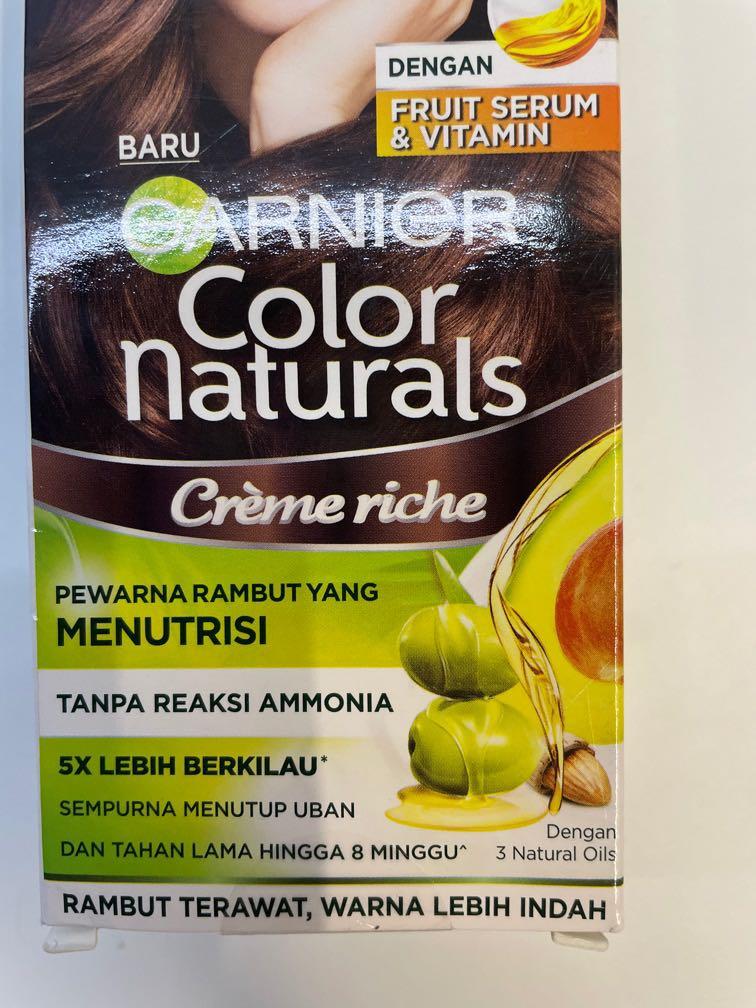 DENGAN
FRUIT SERUM
& VITAMIN
BARU
GARNIER
Color
Naturals
Crème riche
PEWARNA RAMBUT YANG
MENUTRISI
TANPA REAKSI AMMONIA
5X LEBIH BERKILAU*
SEMPURNA MENUTUP UBAN
DAN TAHAN LAMA HINGGA 8 MINGGU^
Dengan
3 Natural Oils
RAMBUT TERAWAT, WARNA LEBIH INDAH